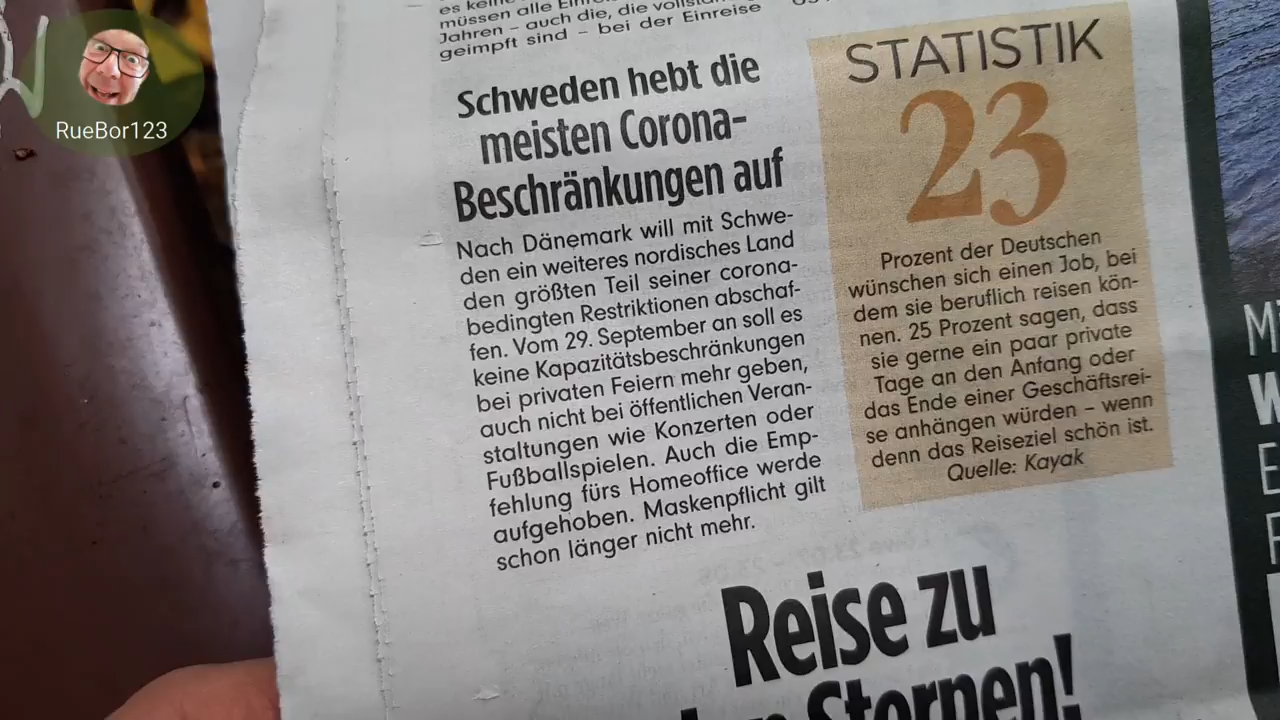 RueBor123
es keine
müssen alle
Jahren – auch die, die
geimpft sind – bei der Einreise
Schweden hebt die
meisten Corona-
Beschränkungen auf
Nach Dänemark will mit Schwe-
den ein weiteres nordisches Land
den größten Teil seiner corona-
bedingten Restriktionen abschaf-
fen. Vom 29. September an soll es
keine Kapazitätsbeschränkungen
bei privaten Feiern mehr geben,
auch nicht bei öffentlichen Veran-
staltungen wie Konzerten oder
Fußballspielen. Auch die Emp-
fehlung fürs Homeoffice werde
aufgehoben. Maskenpflicht gilt
schon länger nicht mehr.
STATISTIK
23
Prozent der Deutschen
wünschen sich einen Job, bei
dem sie beruflich reisen kön-
nen. 25 Prozent sagen, dass
sie gerne ein paar private
Tage an den Anfang oder
das Ende einer Geschäftsrei-
se anhängen würden – wenn
denn das Reiseziel schön ist.
Quelle: Kayak
Reise zu